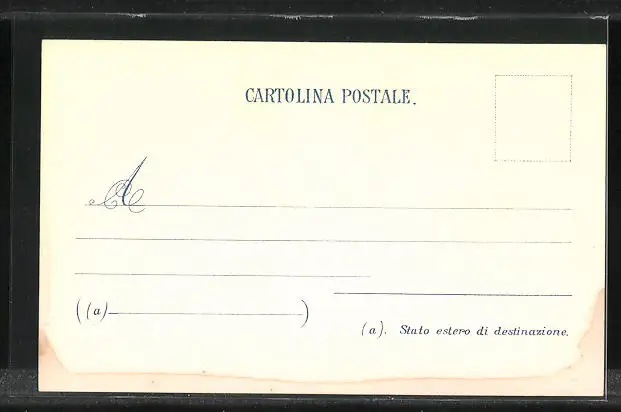 CARTOLINA POSTALE.
A
((a) )
(a). Stato estero di destinazione.